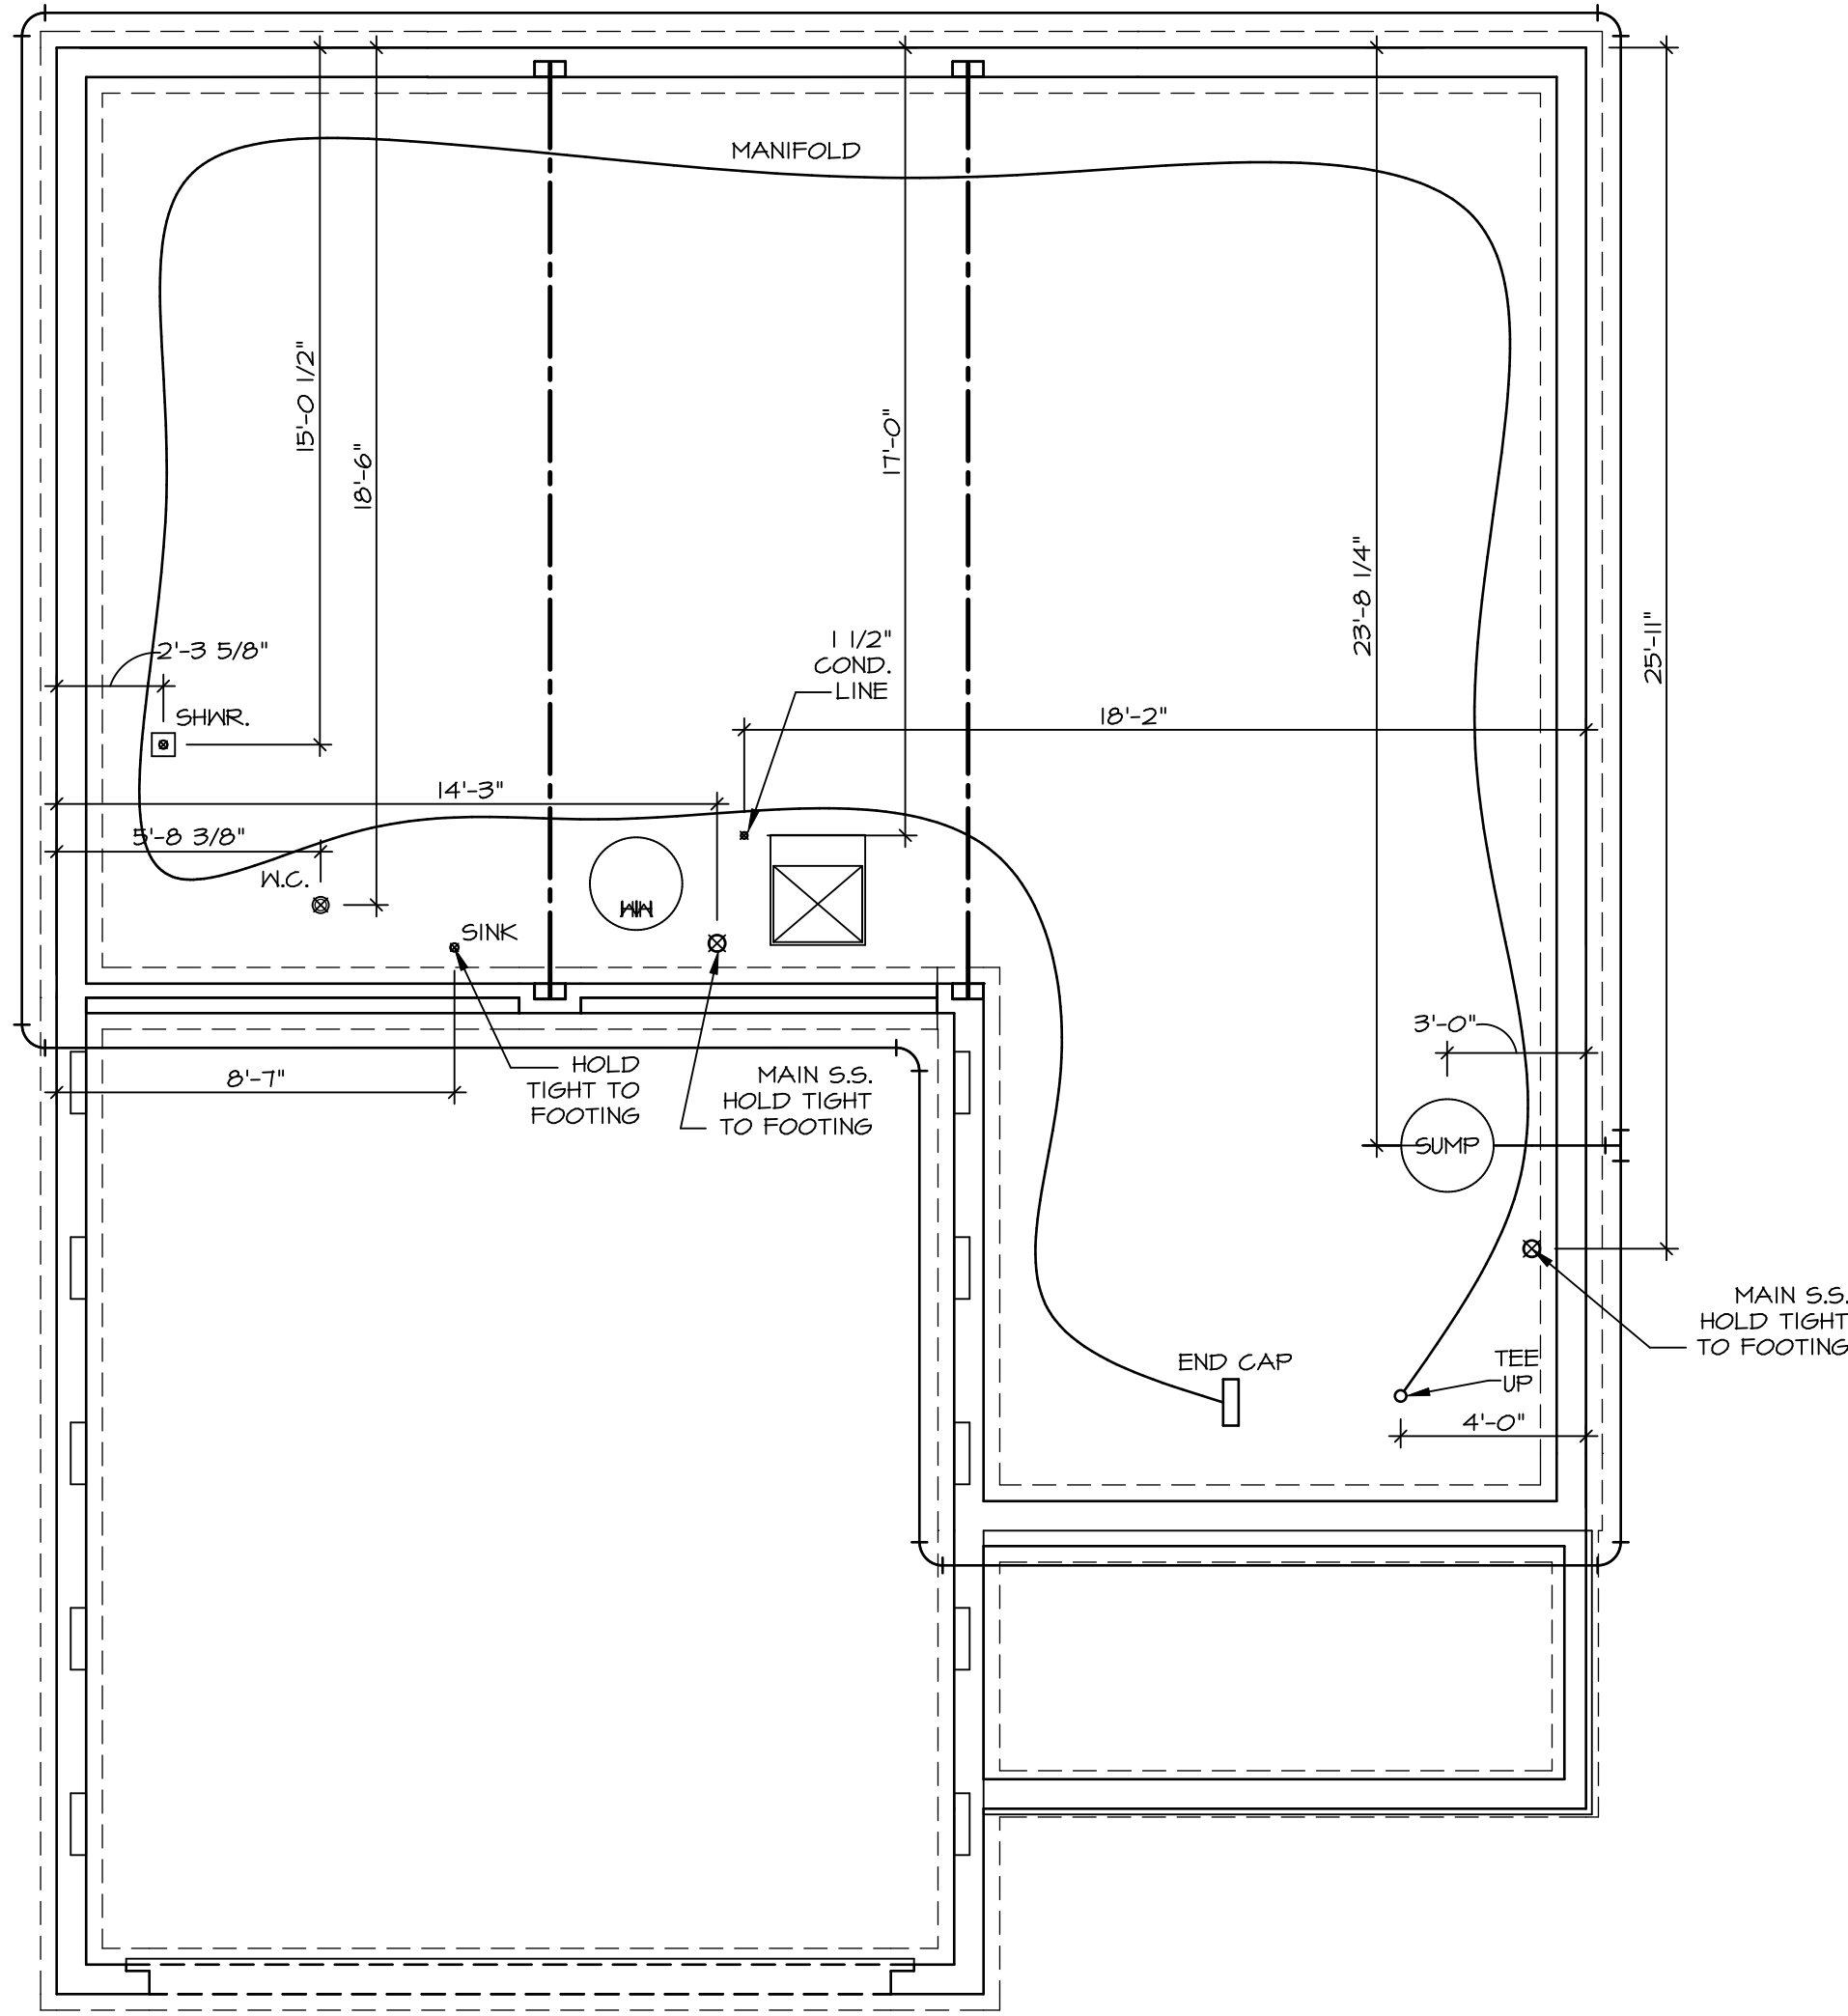 MANIFOLD
15'-0 1/2"
18'-6"
17'-0"
23'-8 1/4"
25'-11"
2'-3 5/8"
SHWR.
1 1/2"
COND.
LINE
18'-2"
14'-3"
5'-8 3/8"
W.C.
WH
SINK
3'-0"
8'-7"
HOLD
TIGHT TO
FOOTING
MAIN S.S.
HOLD TIGHT
TO FOOTING
SUMP
MAIN S.S.
HOLD TIGHT
TO FOOTING
END CAP
TEE
UP
4'-0"